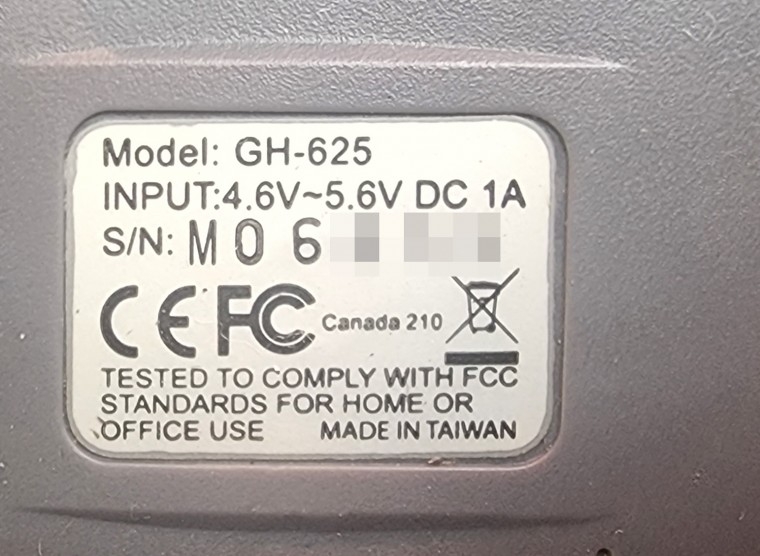 Model: GH-625
INPUT:4.6V~5.6V DC 1A
S/N: M06
CE FC Canada 210
TESTED TO COMPLY WITH FCC
STANDARDS FOR HOME OR
OFFICE USE MADE IN TAIWAN